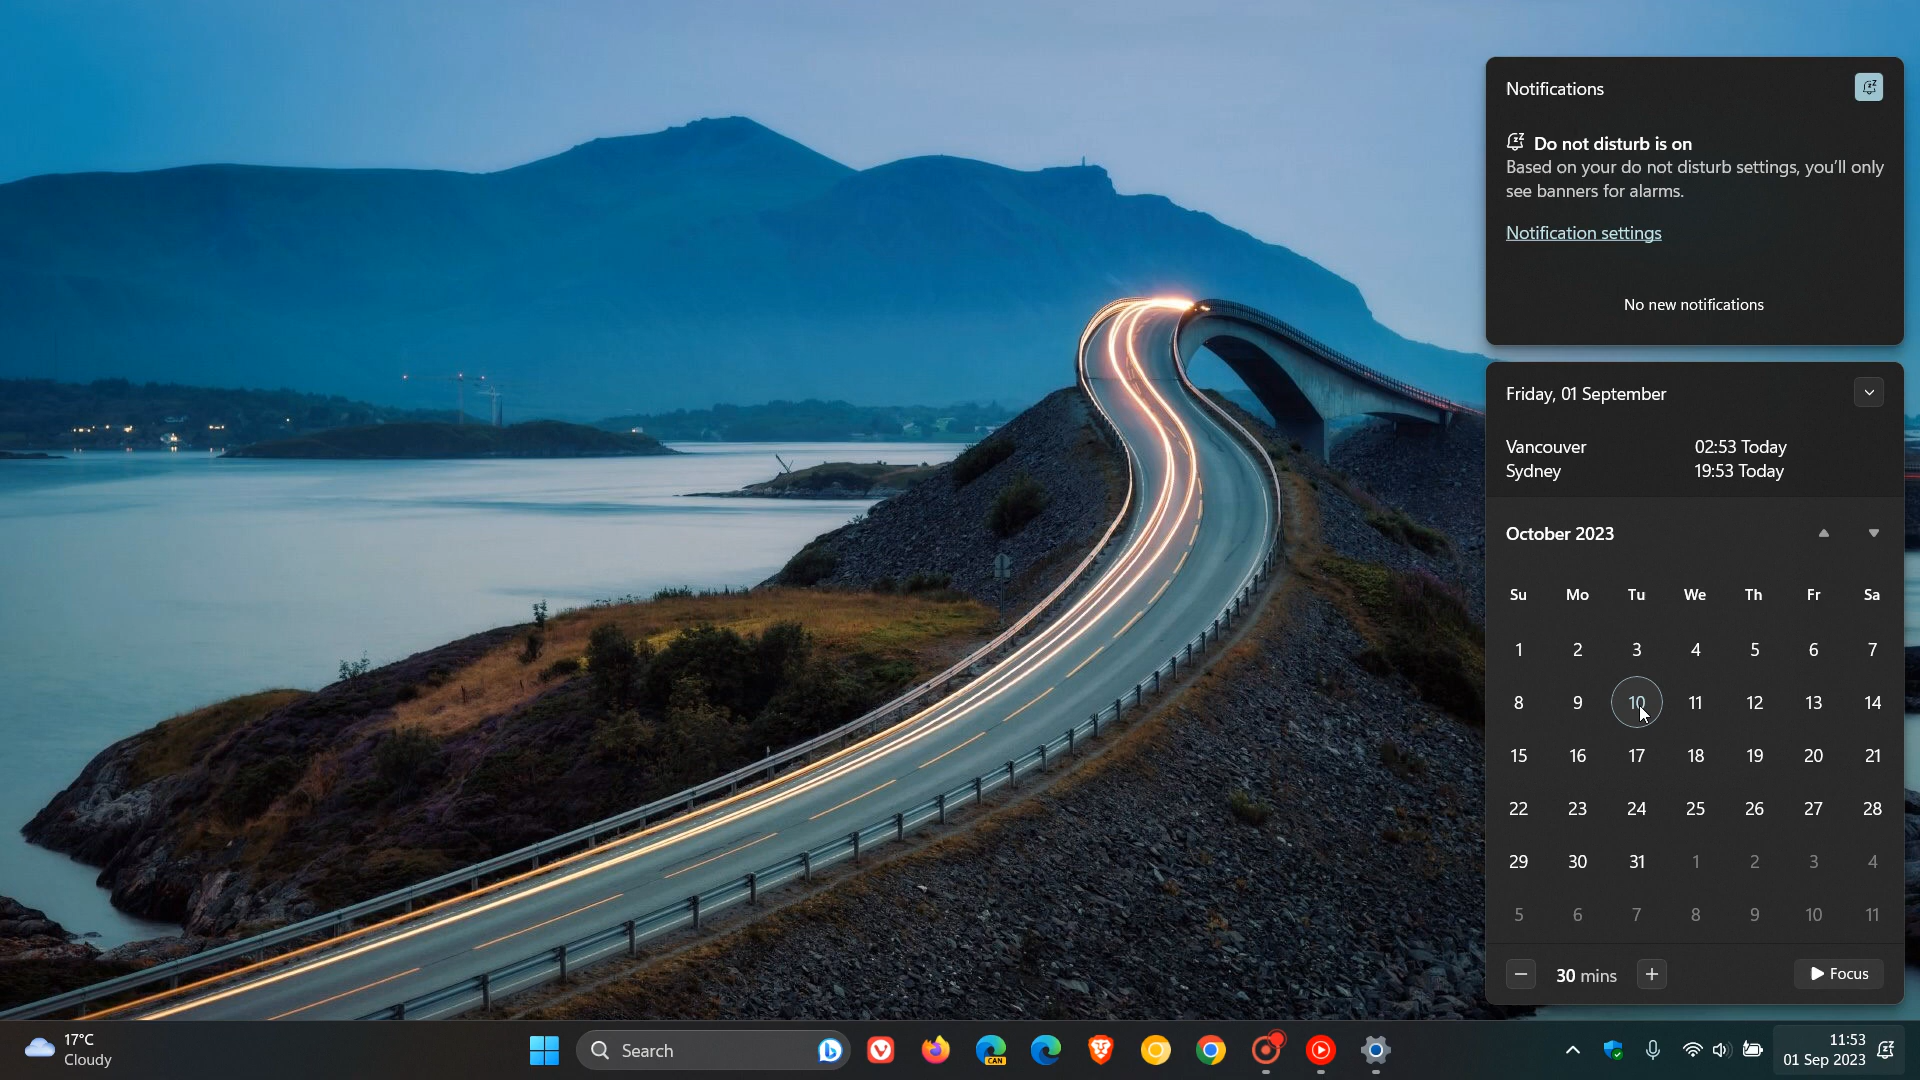 Notifications
Do not disturb is on
Based on your do not disturb settings, you'll only
see banners for alarms.
Notification settings
No new notifications
Friday, 01 September
Vancouver 02:53 Today
Sydney 19:53 Today
October 2023
Su Mo Tu We Th Fr Sa
1 2 3 4 5 6 7
8 9 10 11 12 13 14
15 16 17 18 19 20 21
22 23 24 25 26 27 28
29 30 31 1 2 3 4
5 6 7 8 9 10 11
30 mins Focus
17°C
Cloudy
Search
CAN
11:53
01 Sep 2023